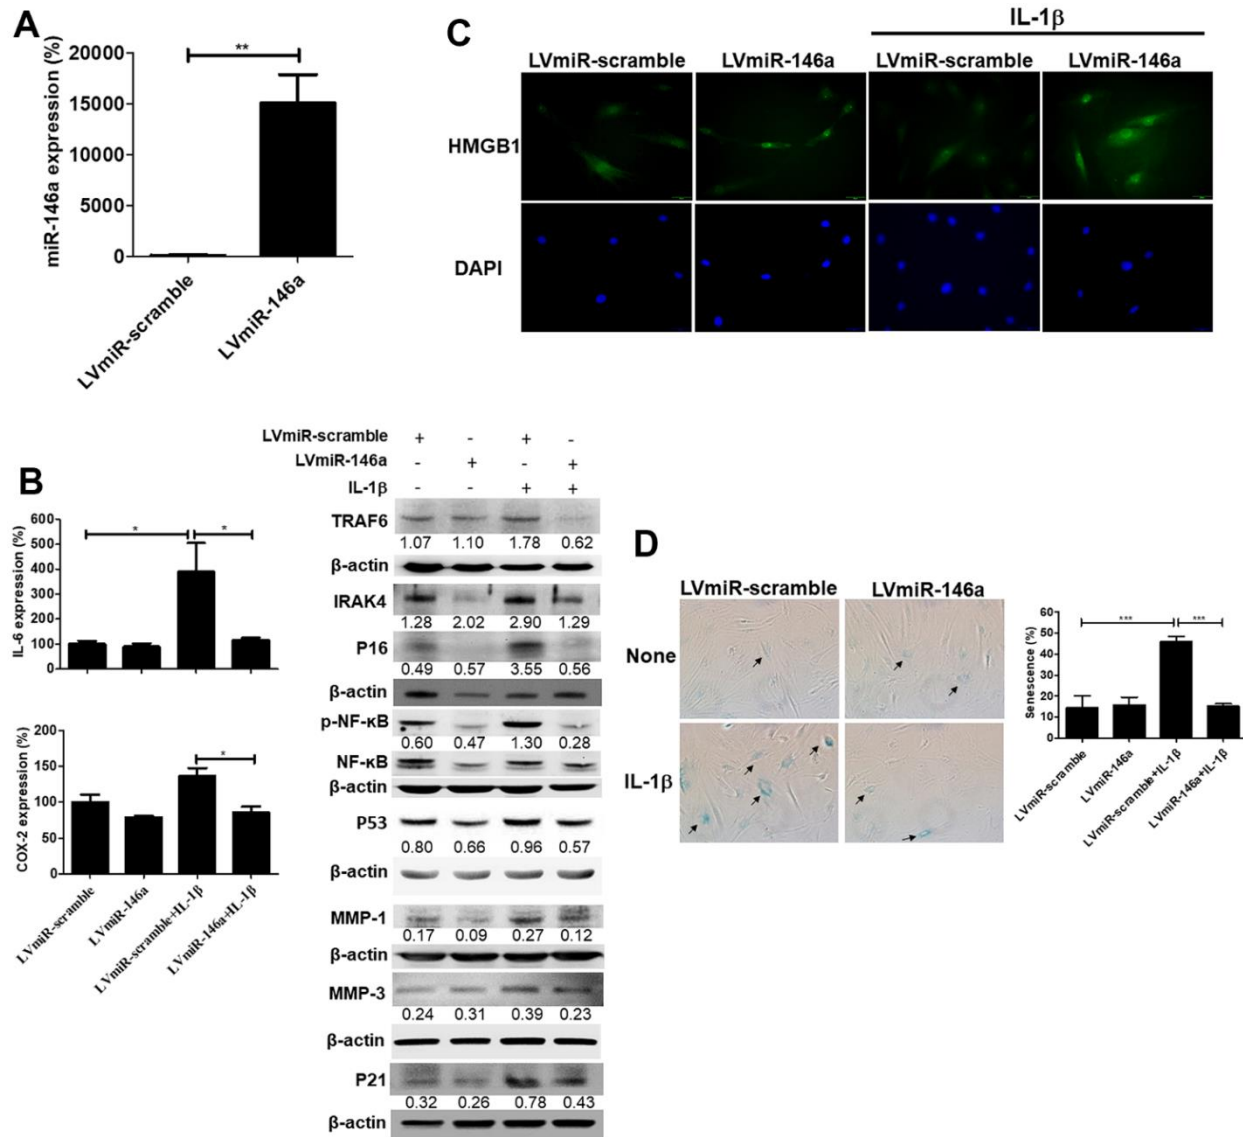 A
miR-146a expression (%)
20000
15000
10000
5000
0
**
LVmiR-scramble
LVmiR-146a
C
IL-1β
LVmiR-scramble LVmiR-146a LVmiR-scramble LVmiR-146a
HMGB1
DAPI
B
IL-6 expression (%)
600
500
400
300
200
100
0
* *
COX-2 expression (%)
200
150
100
50
0
*
LVmiR-scramble
LVmiR-146a
LVmiR-scramble+IL-1β
LVmiR-146a+IL-1β
LVmiR-scramble + - + -
LVmiR-146a - + - +
IL-1β - - + +
TRAF6
1.07 1.10 1.78 0.62
β-actin
IRAK4
1.28 2.02 2.90 1.29
P16
0.49 0.57 3.55 0.56
β-actin
p-NF-κB
0.60 0.47 1.30 0.28
NF-κB
β-actin
P53
0.80 0.66 0.96 0.57
β-actin
MMP-1
0.17 0.09 0.27 0.12
β-actin
MMP-3
0.24 0.31 0.39 0.23
β-actin
P21
0.32 0.26 0.78 0.43
β-actin
D
LVmiR-scramble LVmiR-146a
None
IL-1β
Senescence (%)
60
50
40
30
20
10
0
*** ***
LVmiR-scramble
LVmiR-146a
LVmiR-scramble+IL-1β
LVmiR-146a+IL-1β